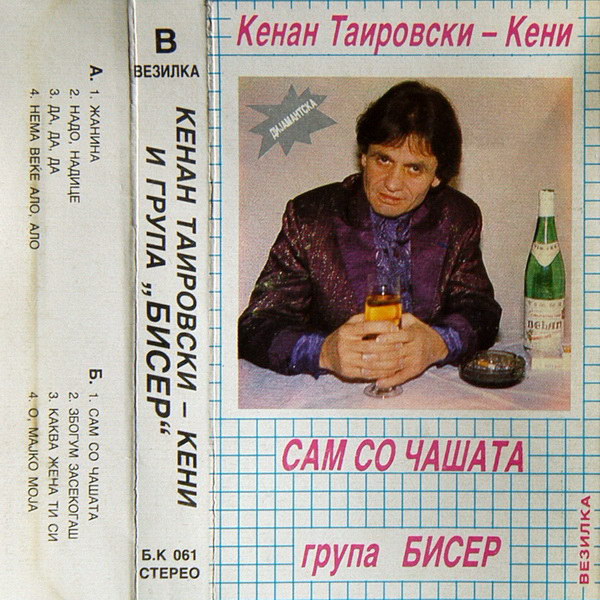 А.
1. ЖАНИНА
2. НАДО, НАДИЦЕ
3. ДА, ДА, ДА
4. НЕМА ВЕЌЕ АЛО, АЛО
Б.
1. САМ СО ЧАШАТА
2. ЗБОГУМ ЗАСЕКОГАШ
3. КАКВА ЖЕНА ТИ СИ
4. О, МАЈКО МОЈА
В
ВЕЗИЛКА
КЕНАН ТАИРОВСКИ – КЕНИ
И ГРУПА „БИСЕР“
Б.К 061
СТЕРЕО
Кенан Таировски – Кени
ДИЈАМАНТСКА
САМ СО ЧАШАТА
група БИСЕР
ВЕЗИЛКА